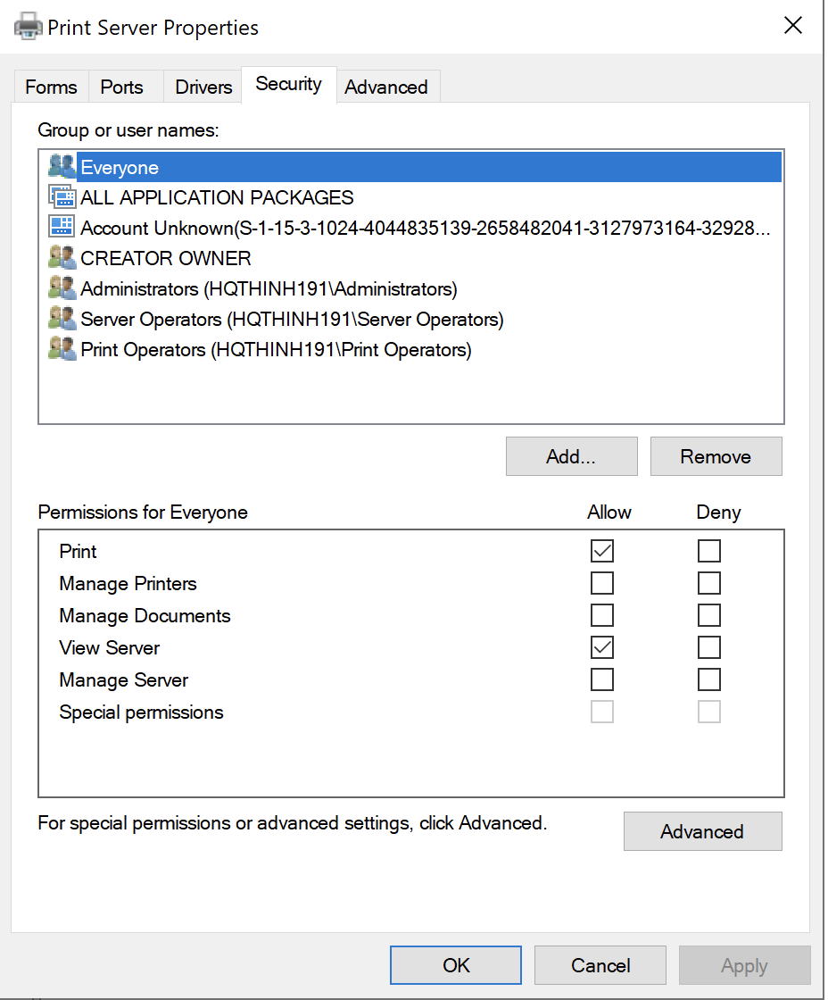 Print Server Properties
Forms Ports Drivers Security Advanced
Group or user names:
Everyone
ALL APPLICATION PACKAGES
Account Unknown(S-1-15-3-1024-4044835139-2658482041-3127973164-32928...
CREATOR OWNER
Administrators (HQTHINH191\Administrators)
Server Operators (HQTHINH191\Server Operators)
Print Operators (HQTHINH191\Print Operators)
Add... Remove
Permissions for Everyone Allow Deny
Print
Manage Printers
Manage Documents
View Server
Manage Server
Special permissions
For special permissions or advanced settings, click Advanced.
Advanced
OK Cancel Apply